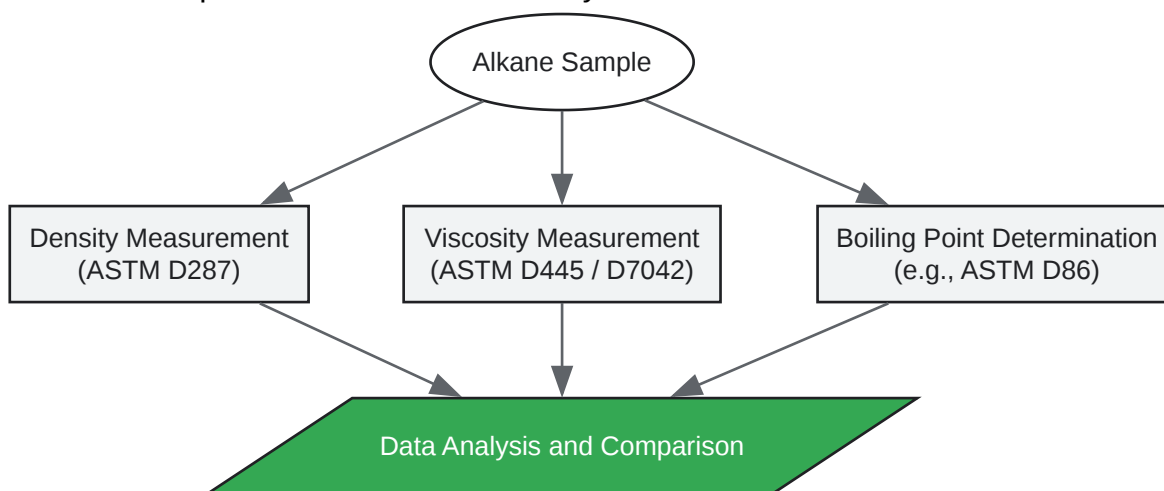 Alkane Sample
Density Measurement
(ASTM D287)
Viscosity Measurement
(ASTM D445 / D7042)
Boiling Point Determination
(e.g., ASTM D86)
Data Analysis and Comparison